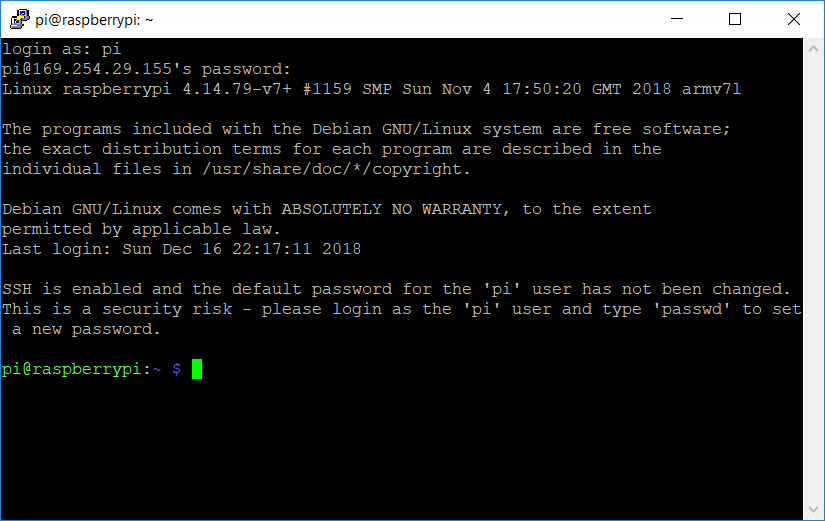 pi@raspberrypi: ~
login as: pi
pi@169.254.29.155's password:
Linux raspberrypi 4.14.79-v7+ #1159 SMP Sun Nov 4 17:50:20 GMT 2018 armv7l
The programs included with the Debian GNU/Linux system are free software;
the exact distribution terms for each program are described in the
individual files in /usr/share/doc/*/copyright.
Debian GNU/Linux comes with ABSOLUTELY NO WARRANTY, to the extent
permitted by applicable law.
Last login: Sun Dec 16 22:17:11 2018
SSH is enabled and the default password for the 'pi' user has not been changed.
This is a security risk - please login as the 'pi' user and type 'passwd' to set
 a new password.
pi@raspberrypi:~ $